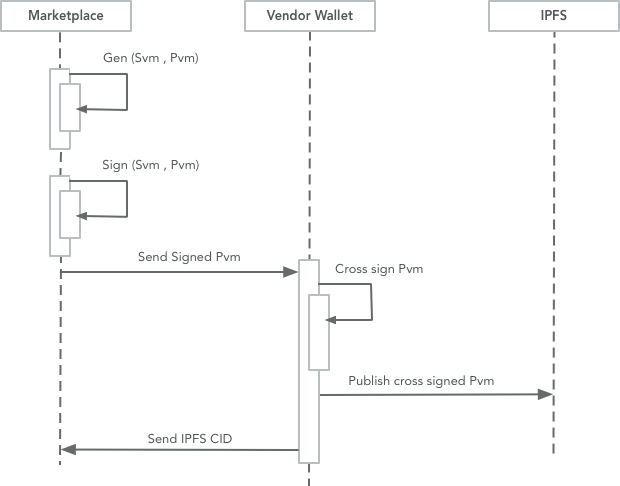 Marketplace
Vendor Wallet
IPFS
Gen (Svm , Pvm)
Sign (Svm , Pvm)
Send Signed Pvm
Cross sign Pvm
Publish cross signed Pvm
Send IPFS CID